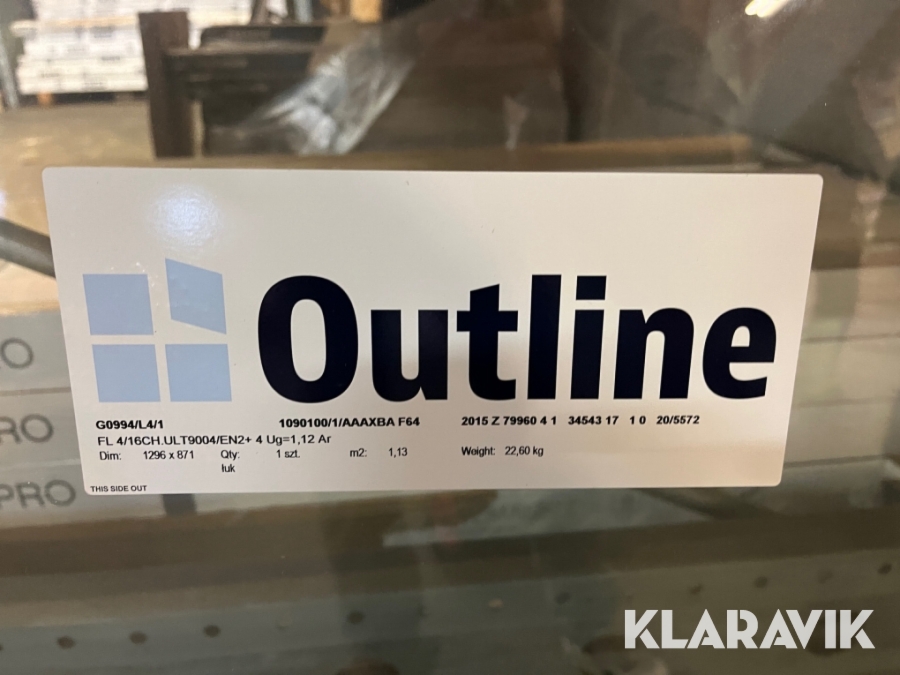 Outline
G0994/L4/1 1090100/1/AAAXBA F64 2015 Z 79960 4 1 34543 17 1 0 20/5572
FL 4/16CH.ULT9004/EN2+ 4 Ug=1,12 Ar
Dim: 1296 x 871 Qty: 1 szt. m2: 1,13 Weight: 22,60 kg
łuk
THIS SIDE OUT
RO
PRO
KLARAVIK